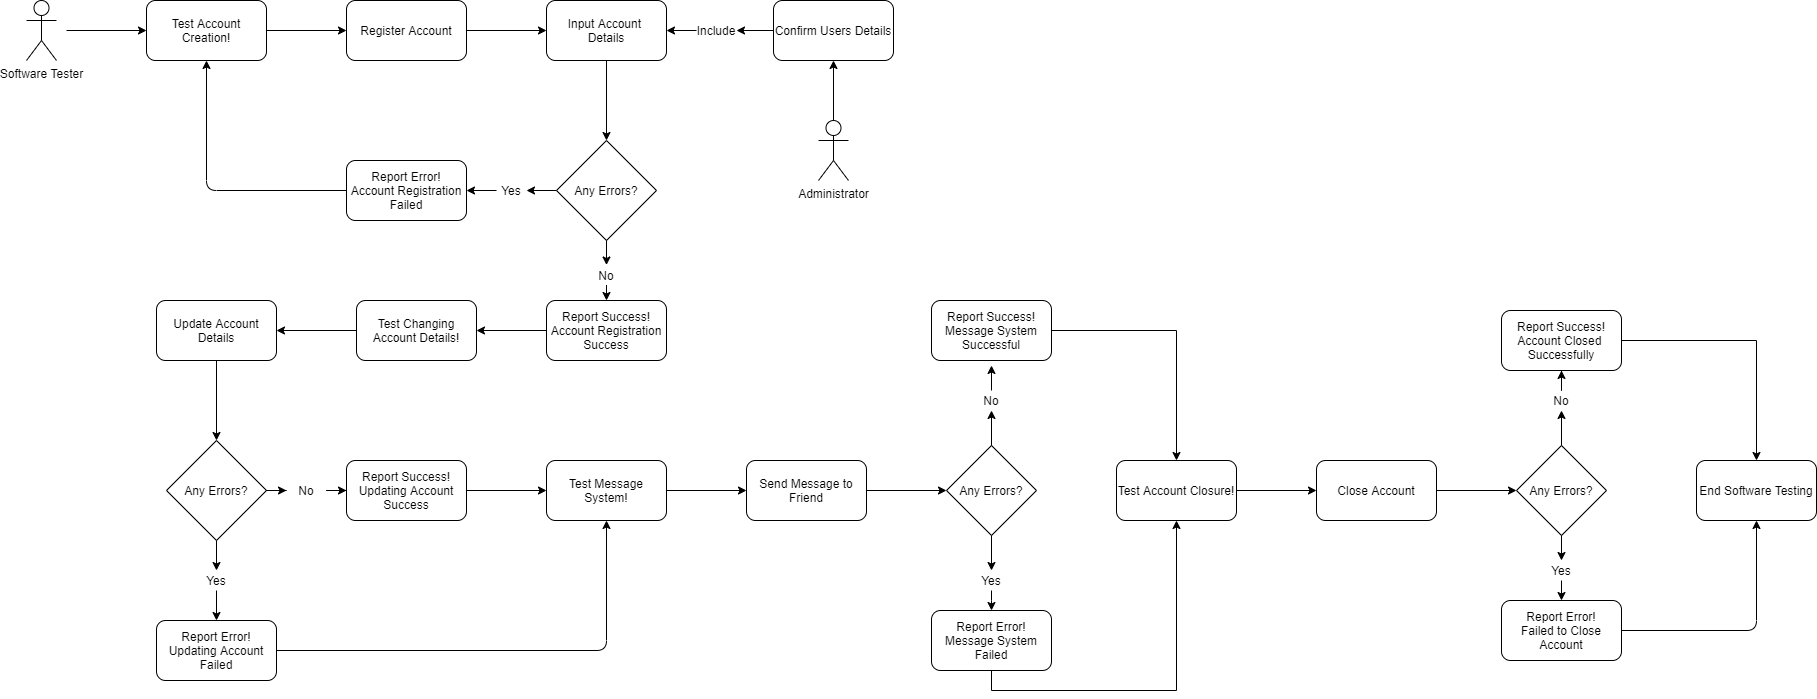 Software Tester
Test Account
Creation!
Register Account
Input Account
Details
Include
Confirm Users Details
Administrator
Report Error!
Account Registration
Failed
Yes
Any Errors?
No
Update Account
Details
Test Changing
Account Details!
Report Success!
Account Registration
Success
Report Success!
Message System
Successful
Report Success!
Account Closed
Successfully
No
No
Any Errors?
No
Report Success!
Updating Account
Success
Test Message
System!
Send Message to
Friend
Any Errors?
Test Account Closure!
Close Account
Any Errors?
End Software Testing
Yes
Yes
Yes
Report Error!
Updating Account
Failed
Report Error!
Message System
Failed
Report Error!
Failed to Close
Account